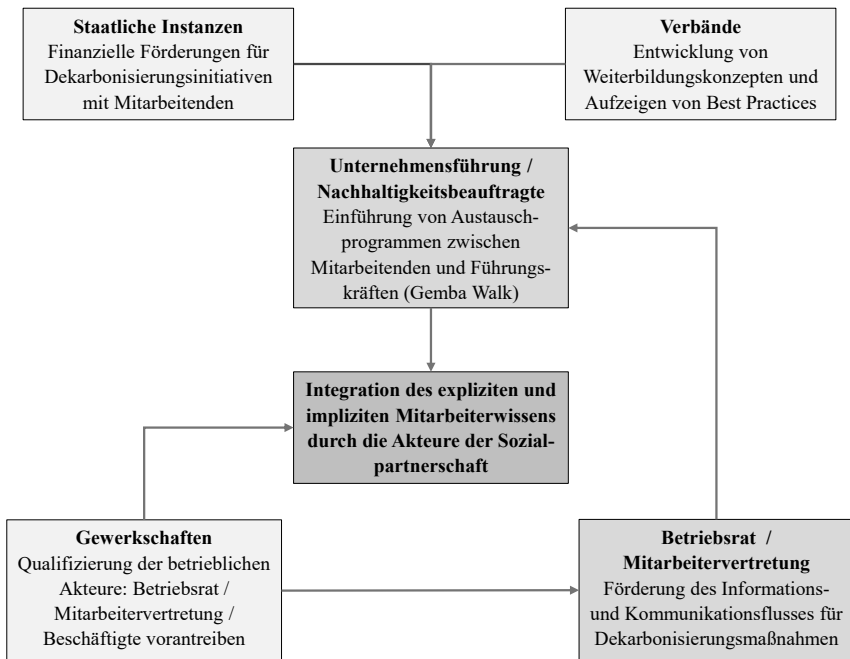 Staatliche Instanzen
Finanzielle Förderungen für
Dekarbonisierungsinitiativen
mit Mitarbeitenden
Verbände
Entwicklung von
Weiterbildungskonzepten und
Aufzeigen von Best Practices
Unternehmensführung /
Nachhaltigkeitsbeauftragte
Einführung von Austausch-
programmen zwischen
Mitarbeitenden und Führungs-
kräften (Gemba Walk)
Integration des expliziten und
impliziten Mitarbeiterwissens
durch die Akteure der Sozial-
partnerschaft
Gewerkschaften
Qualifizierung der betrieblichen
Akteure: Betriebsrat /
Mitarbeitervertretung /
Beschäftigte vorantreiben
Betriebsrat /
Mitarbeitervertretung
Förderung des Informations-
und Kommunikationsflusses für
Dekarbonisierungsmaßnahmen